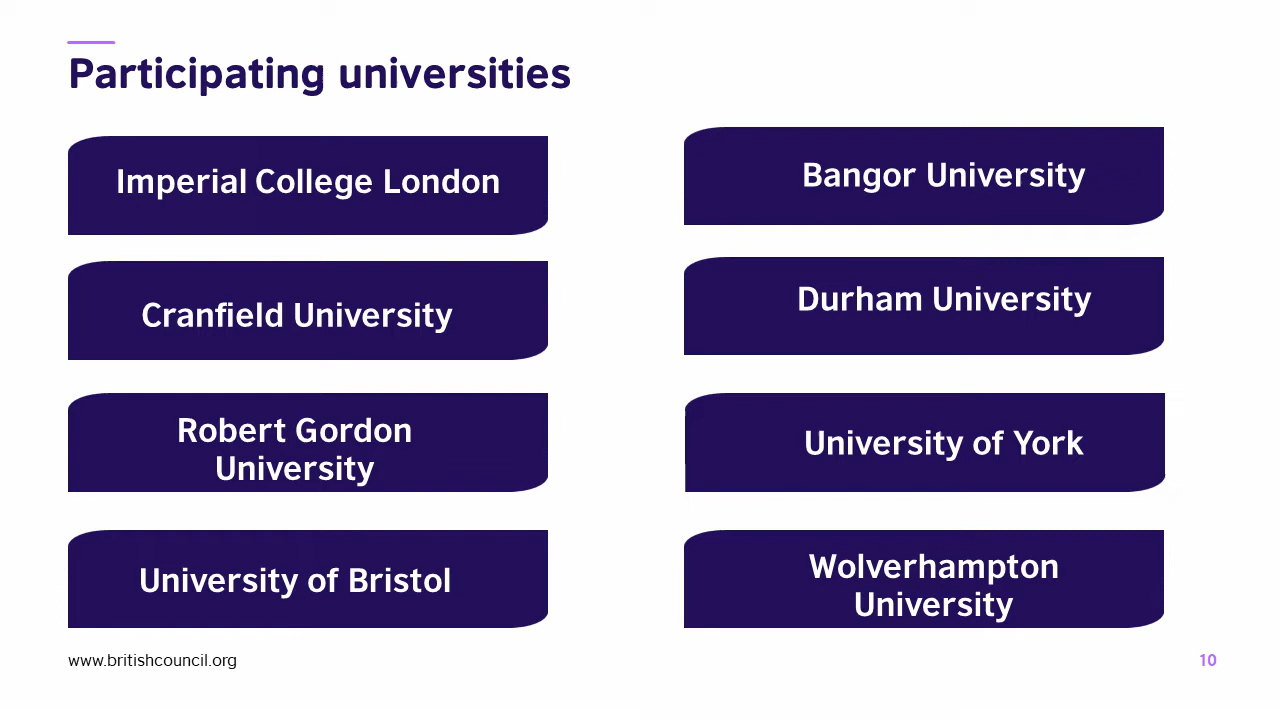 Participating universities
Imperial College London
Bangor University
Cranfield University
Durham University
Robert Gordon
University
University of York
University of Bristol
Wolverhampton
University
www.britishcouncil.org
10